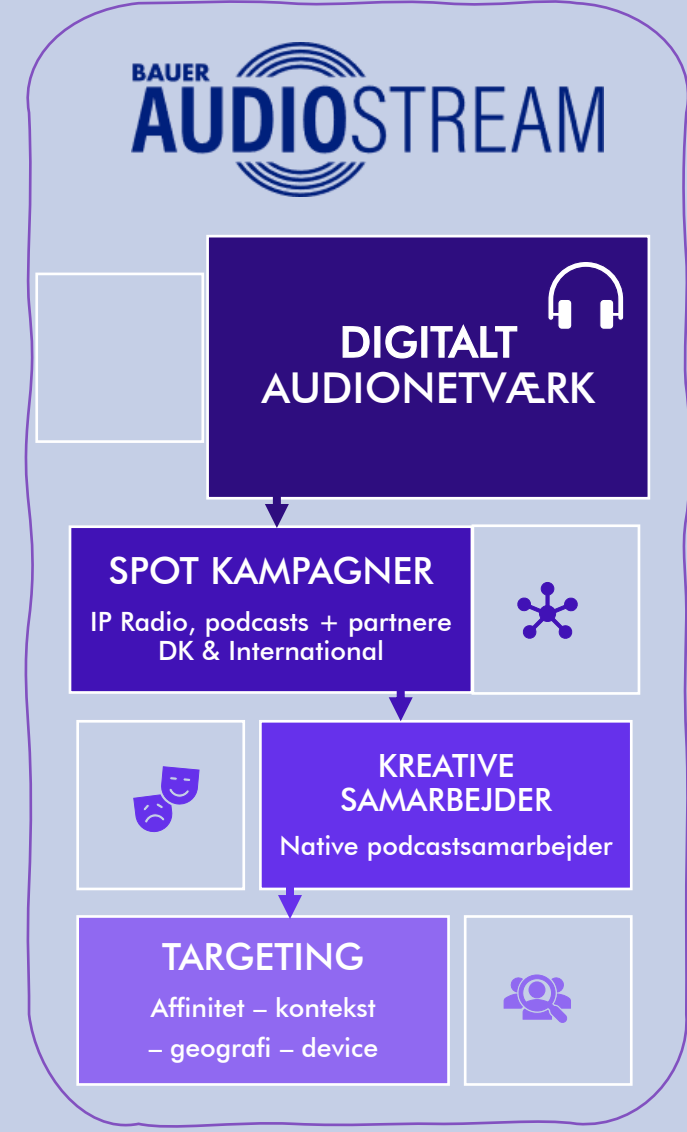 BAUER
AUDIOSTREAM
DIGITALT
AUDIONETVÆRK
SPOT KAMPAGNER
IP Radio, podcasts + partnere
DK & International
KREATIVE
SAMARBEJDER
Native podcastsamarbejder
TARGETING
Affinitet – kontekst
– geografi – device